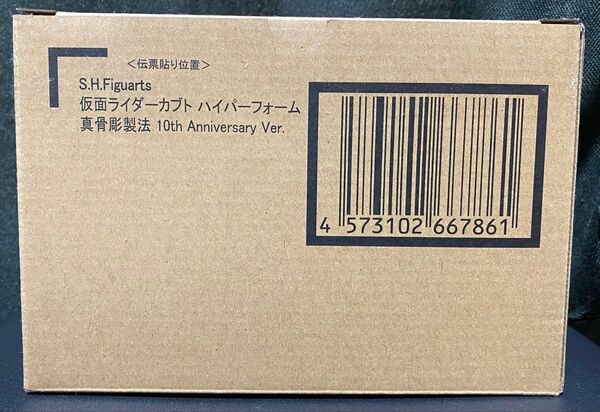 ＜伝票貼り位置＞
S.H.Figuarts
仮面ライダーカブト ハイパーフォーム
真骨彫製法 10th Anniversary Ver.
4 573102 667861